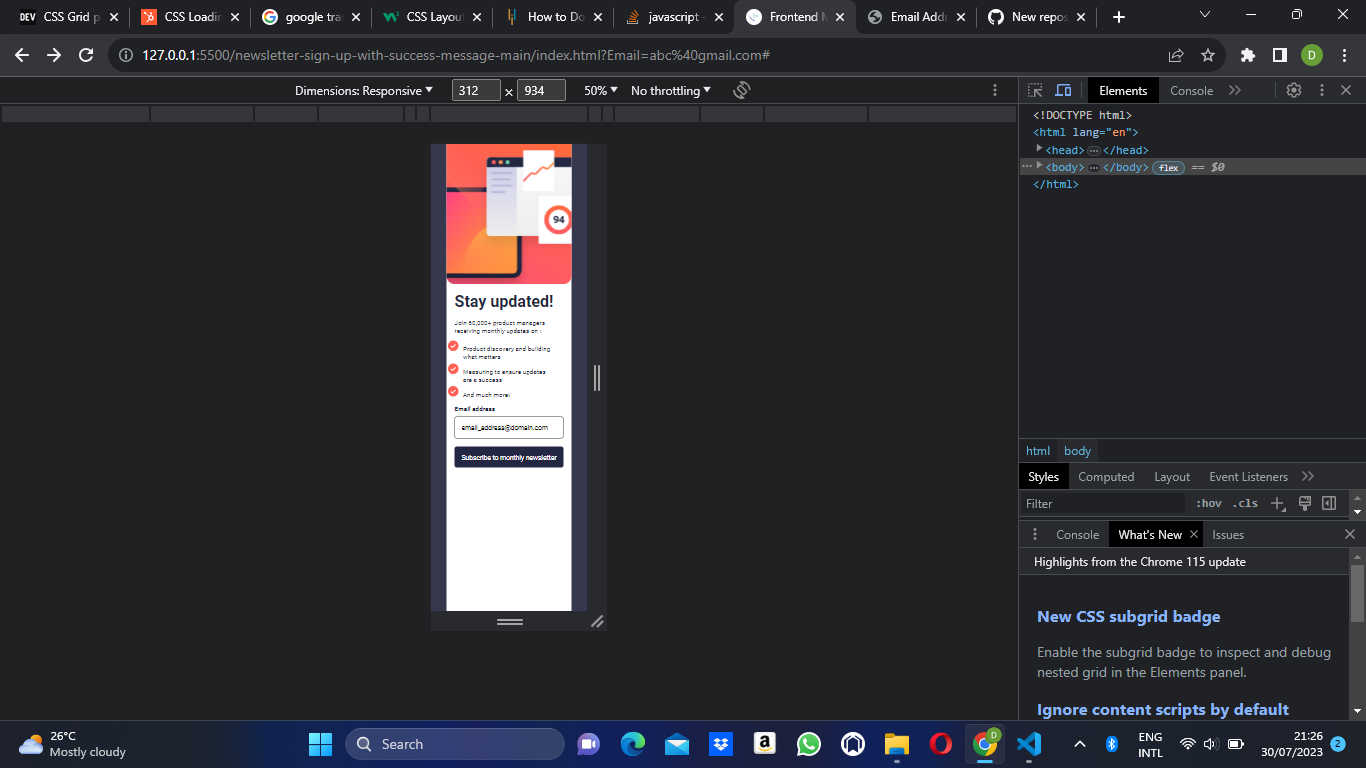 DEV CSS Grid p
CSS Loadin
google tran
CSS Layout
How to Do
javascript -
Frontend M
Email Addr
New repos
127.0.0.1:5500/newsletter-sign-up-with-success-message-main/index.html?Email=abc%40gmail.com#
D
Dimensions: Responsive 312 × 934 50% No throttling
Elements Console
<!DOCTYPE html>
<html lang="en">
<head> ⋯ </head>
⋯ <body> ⋯ </body> flex == $0
</html>
94
Stay updated!
Join 60,000+ product managers
receiving monthly updates on :
Product discovery and building
what matters
Measuring to ensure updates
are a success
And much more!
Email address
email_address@domain.com
Subscribe to monthly newsletter
html body
Styles Computed Layout Event Listeners
Filter :hov .cls
Console What's New Issues
Highlights from the Chrome 115 update
New CSS subgrid badge
Enable the subgrid badge to inspect and debug
nested grid in the Elements panel.
Ignore content scripts by default
26°C
Mostly cloudy
Search
D
ENG
INTL
21:26
30/07/2023
2